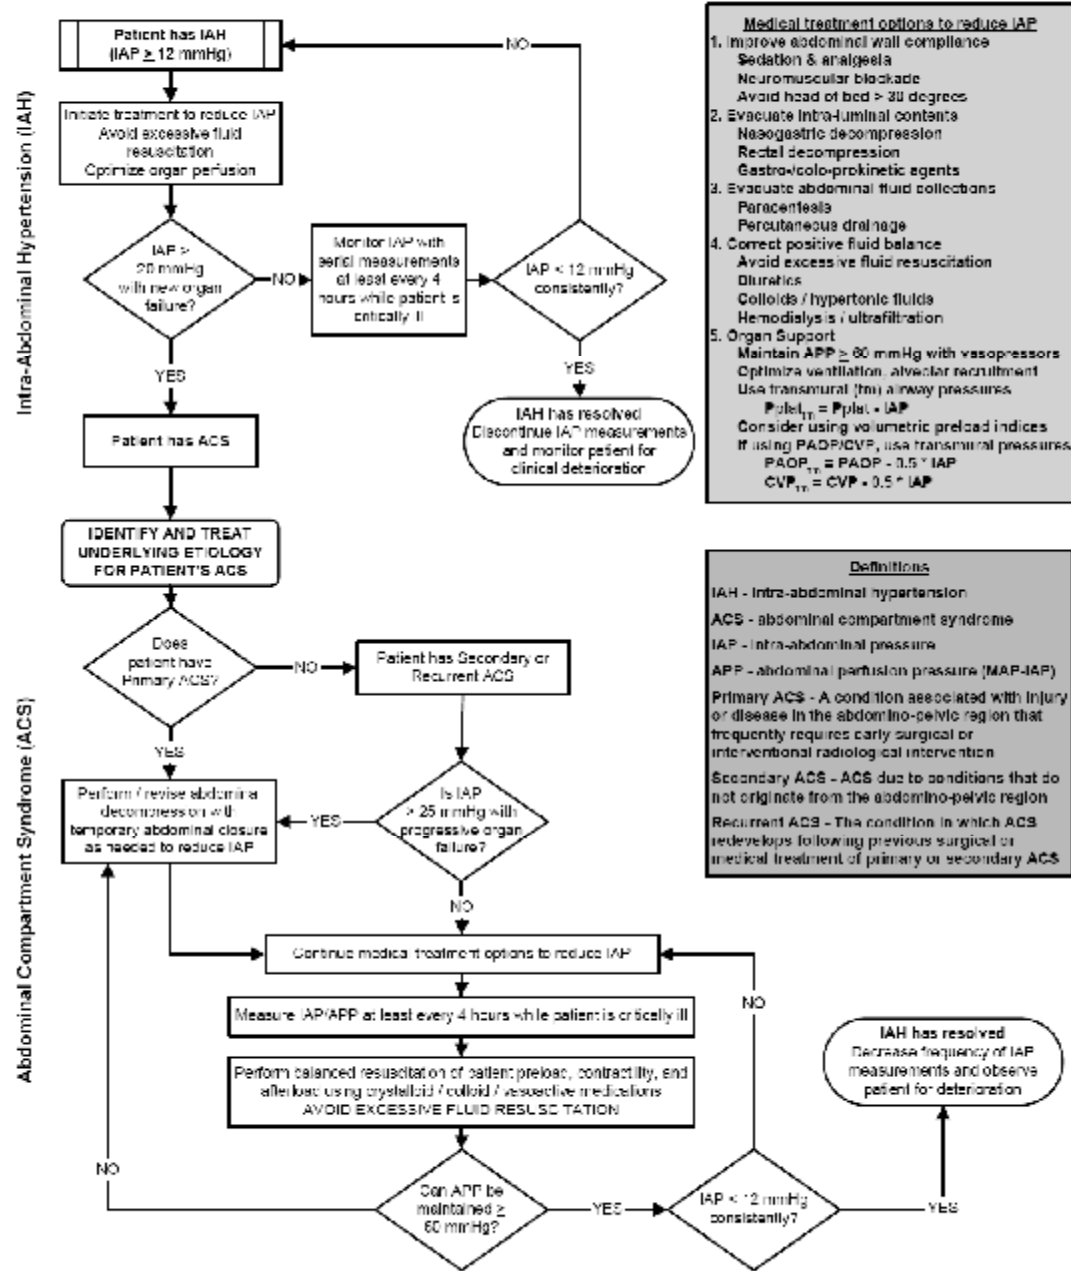 Intra-Abdominal Hypertension (IAH)
Patient has IAH
(IAP ≥ 12 mmHg)
NO
Initiate treatment to reduce IAP
Avoid excessive fluid
resuscitation
Optimize organ perfusion
IAP >
20 mmHg
with new organ
failure?
NO
Monitor IAP with
serial measurements
at least every 4
hours while patient is
critically ill
IAP < 12 mmHg
consistently?
YES
YES
IAH has resolved
Discontinue IAP measurements
and monitor patient for
clinical deterioration
Patient has ACS
Medical treatment options to reduce IAP
1. Improve abdominal wall compliance
Sedation & analgesia
Neuromuscular blockade
Avoid head of bed > 30 degrees
2. Evacuate intra-luminal contents
Nasogastric decompression
Rectal decompression
Gastro-/colo-prokinetic agents
3. Evacuate abdominal fluid collections
Paracentesis
Percutaneous drainage
4. Correct positive fluid balance
Avoid excessive fluid resuscitation
Diuretics
Colloids / hypertonic fluids
Hemodialysis / ultrafiltration
5. Organ Support
Maintain APP ≥ 60 mmHg with vasopressors
Optimize ventilation, alveolar recruitment
Use transmural (tm) airway pressures
Pplat tm = Pplat - IAP
Consider using volumetric preload indices
If using PAOP/CVP, use transmural pressures
PAOP tm = PAOP - 0.5 * IAP
CVP tm = CVP - 0.5 * IAP
Abdominal Compartment Syndrome (ACS)
IDENTIFY AND TREAT
UNDERLYING ETIOLOGY
FOR PATIENT'S ACS
Does
patient have
Primary ACS?
NO
Patient has Secondary or
Recurrent ACS
YES
Perform / revise abdominal
decompression with
temporary abdominal closure
as needed to reduce IAP
YES
Is IAP
> 25 mmHg with
progressive organ
failure?
NO
Definitions
IAH - intra-abdominal hypertension
ACS - abdominal compartment syndrome
IAP - intra-abdominal pressure
APP - abdominal perfusion pressure (MAP-IAP)
Primary ACS - A condition associated with injury
or disease in the abdomino-pelvic region that
frequently requires early surgical or
interventional radiological intervention
Secondary ACS - ACS due to conditions that do
not originate from the abdomino-pelvic region
Recurrent ACS - The condition in which ACS
redevelops following previous surgical or
medical treatment of primary or secondary ACS
Continue medical treatment options to reduce IAP
Measure IAP/APP at least every 4 hours while patient is critically ill
Perform balanced resuscitation of patient preload, contractility, and
afterload using crystalloid / colloid / vasoactive medications
AVOID EXCESSIVE FLUID RESUSCITATION
NO
NO
Can APP be
maintained ≥
60 mmHg?
YES
IAP < 12 mmHg
consistently?
YES
IAH has resolved
Decrease frequency of IAP
measurements and observe
patient for deterioration